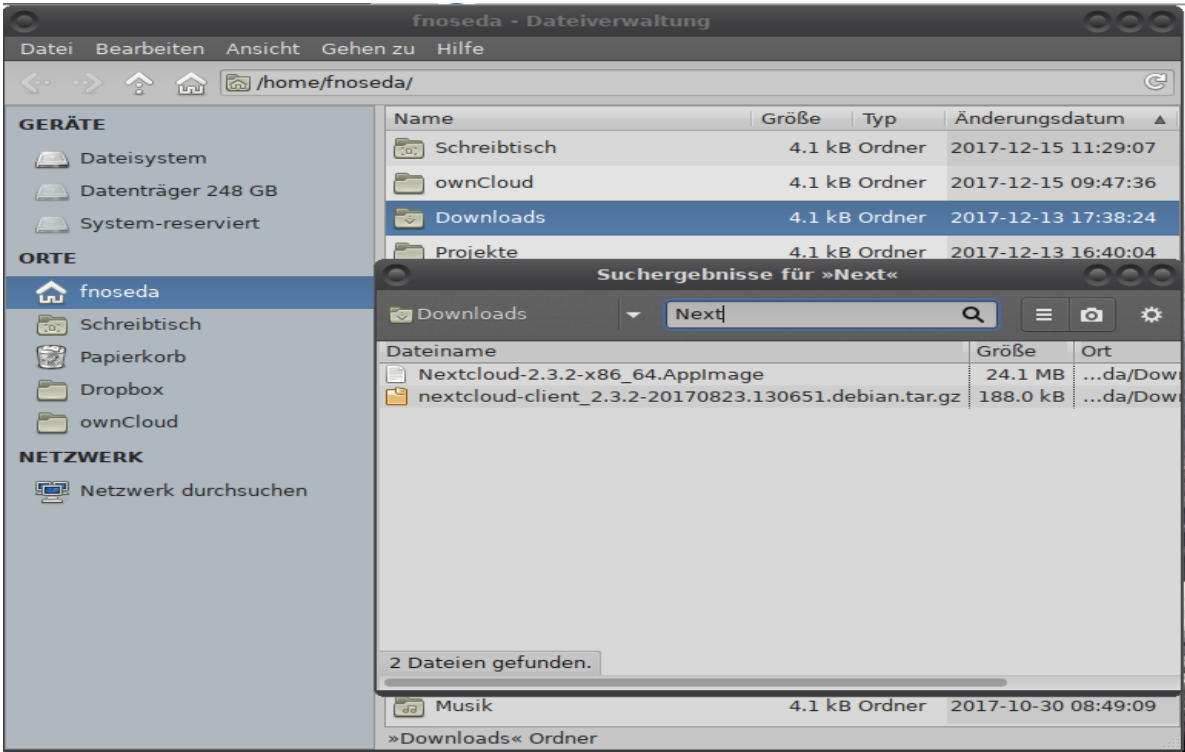 fnoseda - Dateiverwaltung
Datei Bearbeiten Ansicht Gehen zu Hilfe
/home/fnoseda/
GERÄTE
Dateisystem
Datenträger 248 GB
System-reserviert
ORTE
fnoseda
Schreibtisch
Papierkorb
Dropbox
ownCloud
NETZWERK
Netzwerk durchsuchen
Name Größe Typ Änderungsdatum
Schreibtisch 4.1 kB Ordner 2017-12-15 11:29:07
ownCloud 4.1 kB Ordner 2017-12-15 09:47:36
Downloads 4.1 kB Ordner 2017-12-13 17:38:24
Projekte 4.1 kB Ordner 2017-12-13 16:40:04
Suchergebnisse für »Next«
Downloads Next
Dateiname Größe Ort
Nextcloud-2.3.2-x86_64.AppImage 24.1 MB ...da/Dow
nextcloud-client_2.3.2-20170823.130651.debian.tar.gz 188.0 kB ...da/Dow
2 Dateien gefunden.
Musik 4.1 kB Ordner 2017-10-30 08:49:09
»Downloads« Ordner